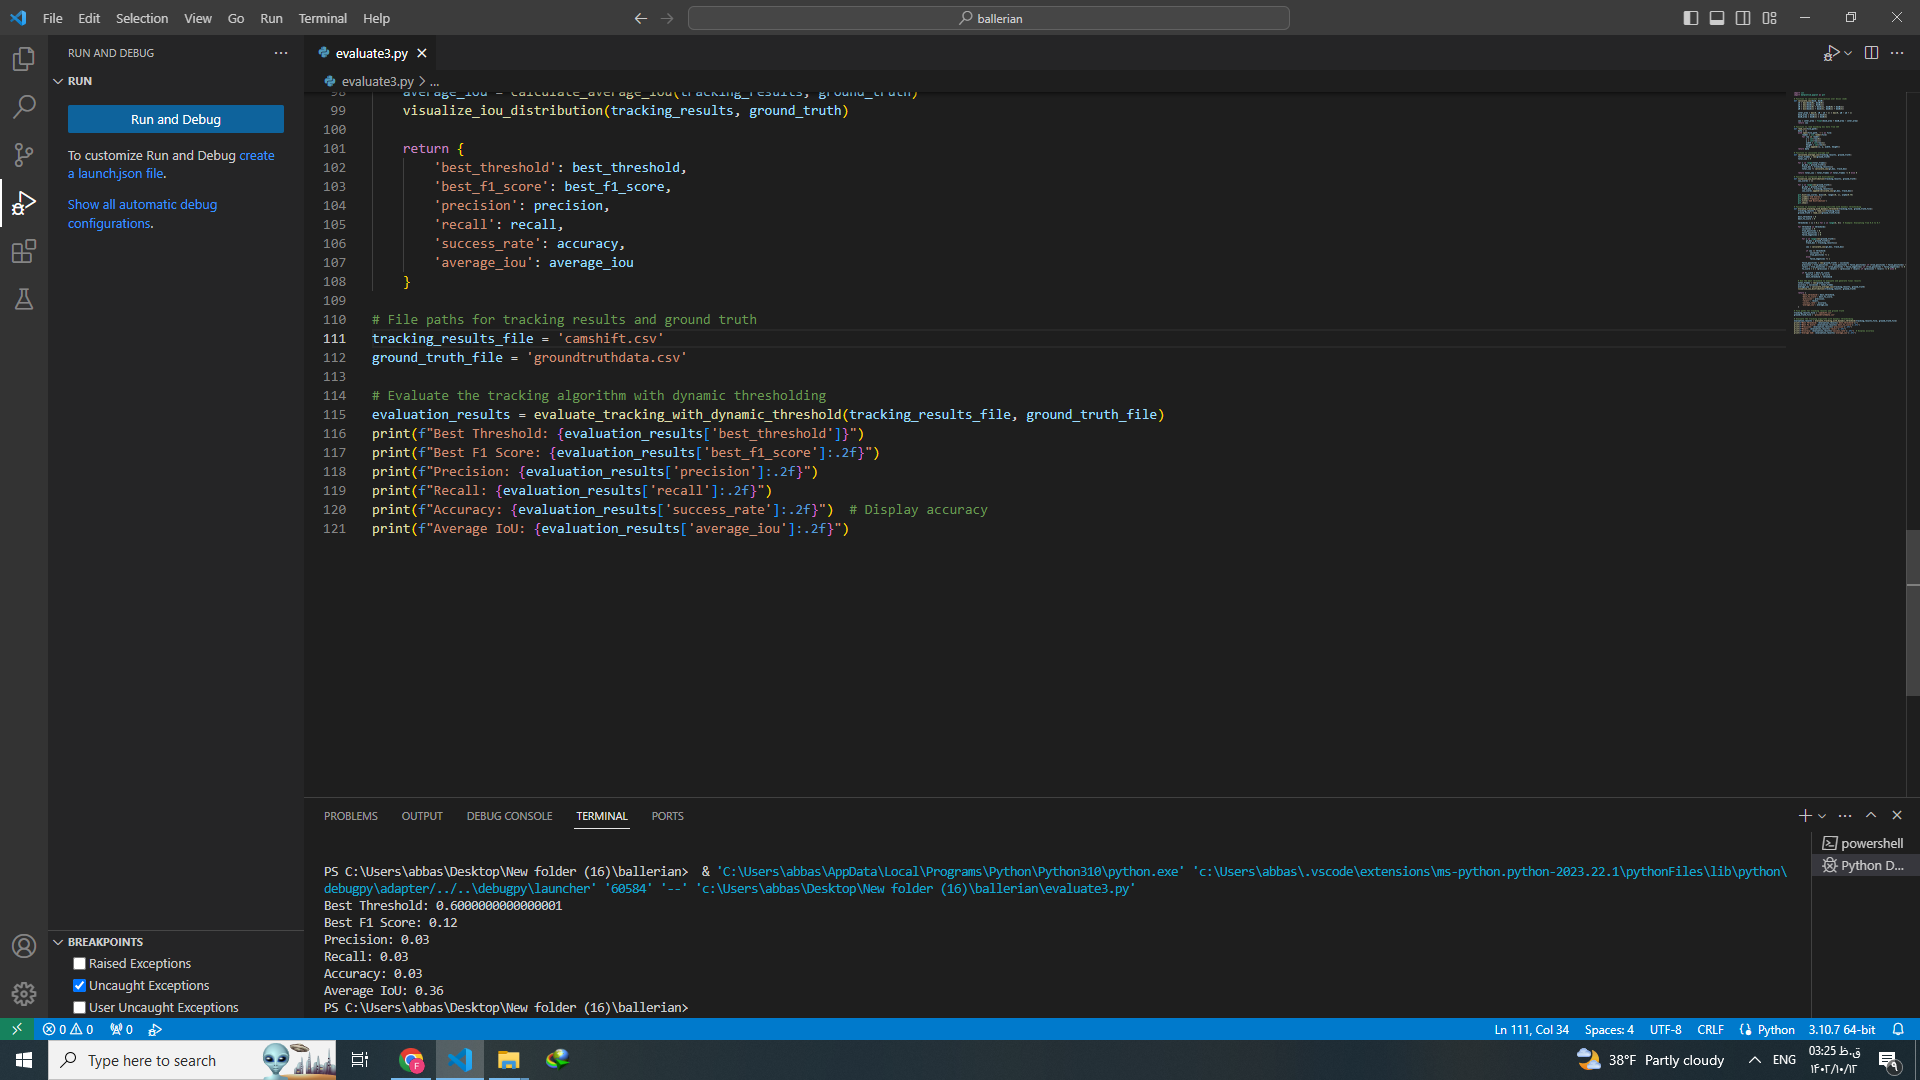 File Edit Selection View Go Run Terminal Help
ballerian
RUN AND DEBUG
RUN
Run and Debug
To customize Run and Debug create
a launch.json file.
Show all automatic debug
configurations.
evaluate3.py
evaluate3.py > ...
98 average_iou = calculate_average_iou(tracking_results, ground_truth)
99 visualize_iou_distribution(tracking_results, ground_truth)
100
101 return {
102 'best_threshold': best_threshold,
103 'best_f1_score': best_f1_score,
104 'precision': precision,
105 'recall': recall,
106 'success_rate': accuracy,
107 'average_iou': average_iou
108 }
109
110 # File paths for tracking results and ground truth
111 tracking_results_file = 'camshift.csv'
112 ground_truth_file = 'groundtruthdata.csv'
113
114 # Evaluate the tracking algorithm with dynamic thresholding
115 evaluation_results = evaluate_tracking_with_dynamic_threshold(tracking_results_file, ground_truth_file)
116 print(f"Best Threshold: {evaluation_results['best_threshold']}")
117 print(f"Best F1 Score: {evaluation_results['best_f1_score']:.2f}")
118 print(f"Precision: {evaluation_results['precision']:.2f}")
119 print(f"Recall: {evaluation_results['recall']:.2f}")
120 print(f"Accuracy: {evaluation_results['success_rate']:.2f}")  # Display accuracy
121 print(f"Average IoU: {evaluation_results['average_iou']:.2f}")
PROBLEMS OUTPUT DEBUG CONSOLE TERMINAL PORTS
powershell
Python D...
PS C:\Users\abbas\Desktop\New folder (16)\ballerian>  & 'C:\Users\abbas\AppData\Local\Programs\Python\Python310\python.exe' 'c:\Users\abbas\.vscode\extensions\ms-python.python-2023.22.1\pythonFiles\lib\python\
debugpy\adapter/../..\debugpy\launcher' '60584' '--' 'c:\Users\abbas\Desktop\New folder (16)\ballerian\evaluate3.py'
Best Threshold: 0.6000000000000001
Best F1 Score: 0.12
Precision: 0.03
Recall: 0.03
Accuracy: 0.03
Average IoU: 0.36
PS C:\Users\abbas\Desktop\New folder (16)\ballerian>
BREAKPOINTS
Raised Exceptions
Uncaught Exceptions
User Uncaught Exceptions
0 0 0
Ln 111, Col 34 Spaces: 4 UTF-8 CRLF Python 3.10.7 64-bit
Type here to search
38°F Partly cloudy
ENG
03:25 ق.ظ
۱۴۰۲/۱۰/۱۲
۹